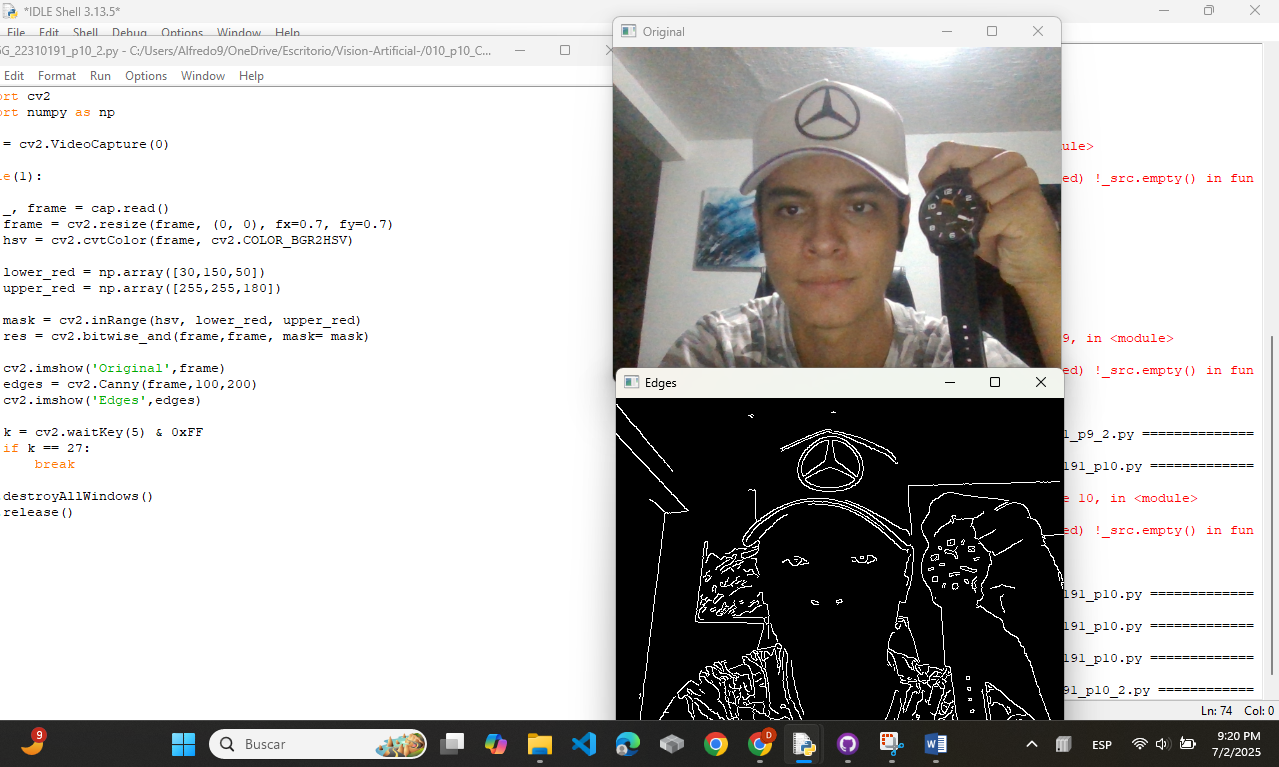 *IDLE Shell 3.13.5*
File Edit Shell Debug Options Window Help
GG_22310191_p10_2.py - C:/Users/Alfredo9/OneDrive/Escritorio/Vision-Artificial-/010_p10_C...
Edit Format Run Options Window Help
ort cv2
ort numpy as np
= cv2.VideoCapture(0)
le(1):
_, frame = cap.read()
frame = cv2.resize(frame, (0, 0), fx=0.7, fy=0.7)
hsv = cv2.cvtColor(frame, cv2.COLOR_BGR2HSV)
lower_red = np.array([30,150,50])
upper_red = np.array([255,255,180])
mask = cv2.inRange(hsv, lower_red, upper_red)
res = cv2.bitwise_and(frame,frame, mask= mask)
cv2.imshow('Original',frame)
edges = cv2.Canny(frame,100,200)
cv2.imshow('Edges',edges)
k = cv2.waitKey(5) & 0xFF
if k == 27:
break
.destroyAllWindows()
.release()
Original
Edges
ule>
ed) !_src.empty() in fun
9, in <module>
ed) !_src.empty() in fun
1_p9_2.py ==============
191_p10.py =============
e 10, in <module>
ed) !_src.empty() in fun
191_p10.py =============
191_p10.py =============
191_p10.py =============
91_p10_2.py ============
Ln: 74 Col: 0
9
Buscar
D
ESP
9:20 PM
7/2/2025